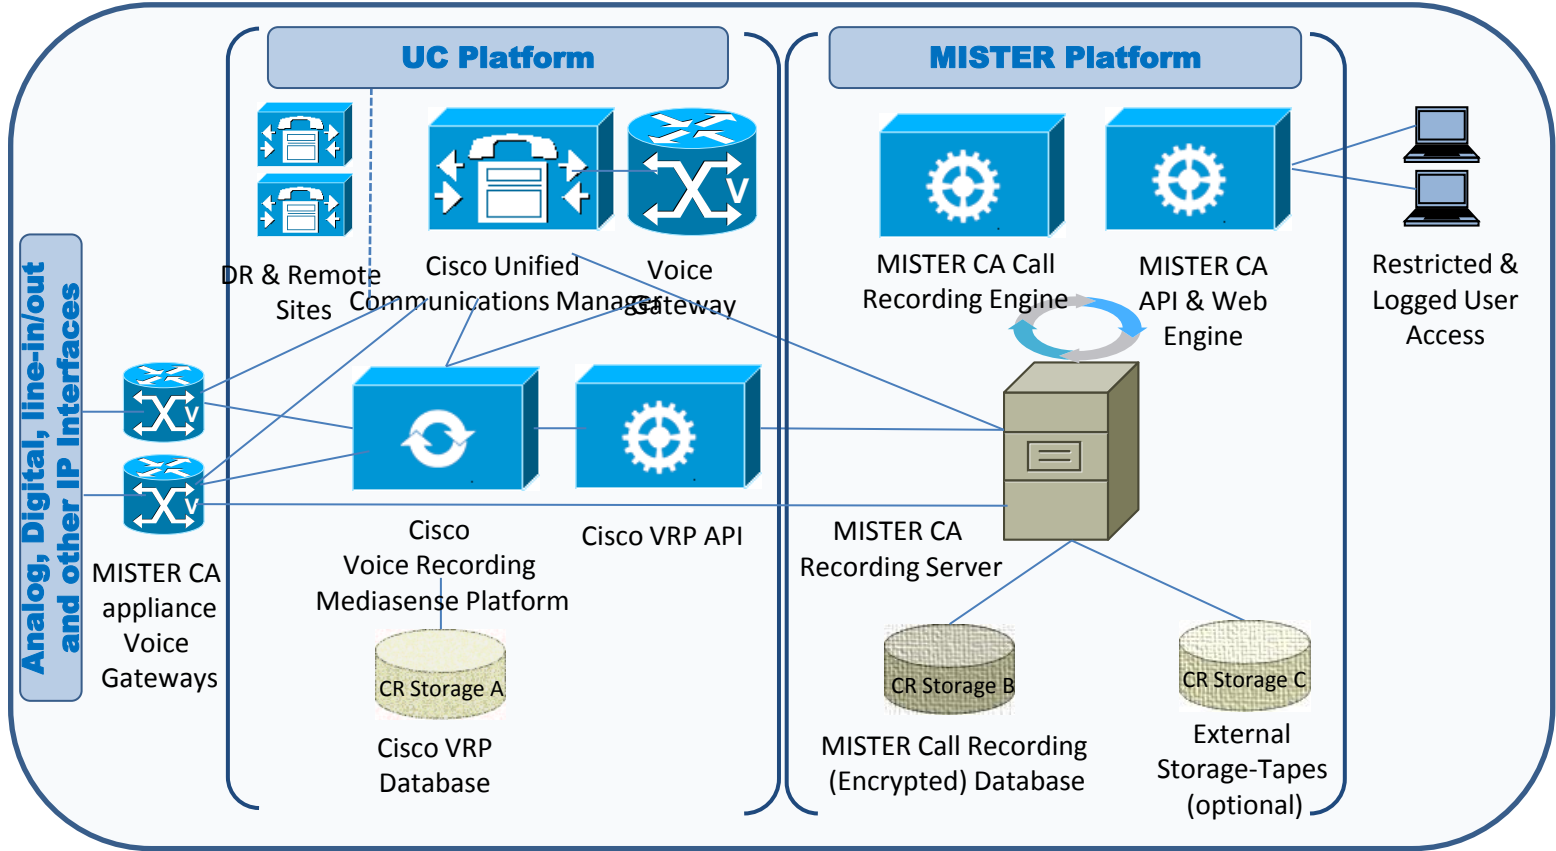 UC Platform
MISTER Platform
DR & Remote
Sites
Cisco Unified
Communications Manager
Voice
Gateway
MISTER CA Call
Recording Engine
MISTER CA
API & Web
Engine
Restricted &
Logged User
Access
Analog, Digital, line-in/out
and other IP Interfaces
V
V
V
MISTER CA
appliance
Voice
Gateways
Cisco
Voice Recording
Mediasense Platform
Cisco VRP API
MISTER CA
Recording Server
CR Storage A
Cisco VRP
Database
CR Storage B
MISTER Call Recording
(Encrypted) Database
CR Storage C
External
Storage-Tapes
(optional)